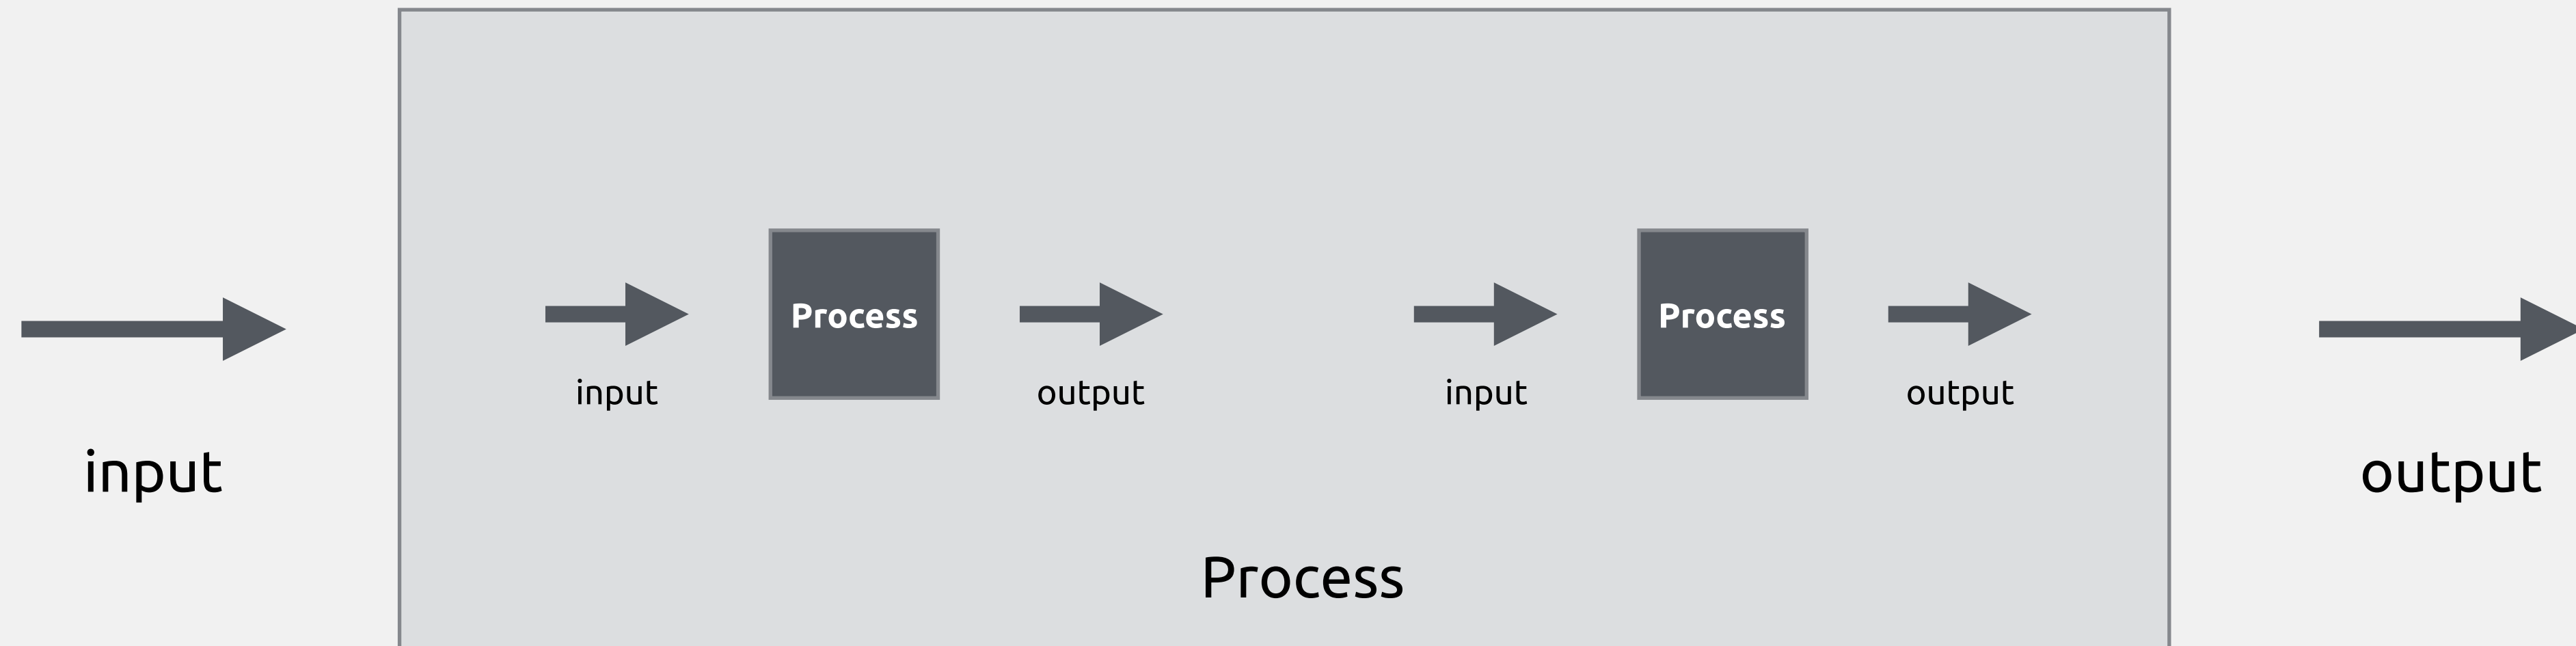 Process
Process
input
output
input
output
input
output
Process